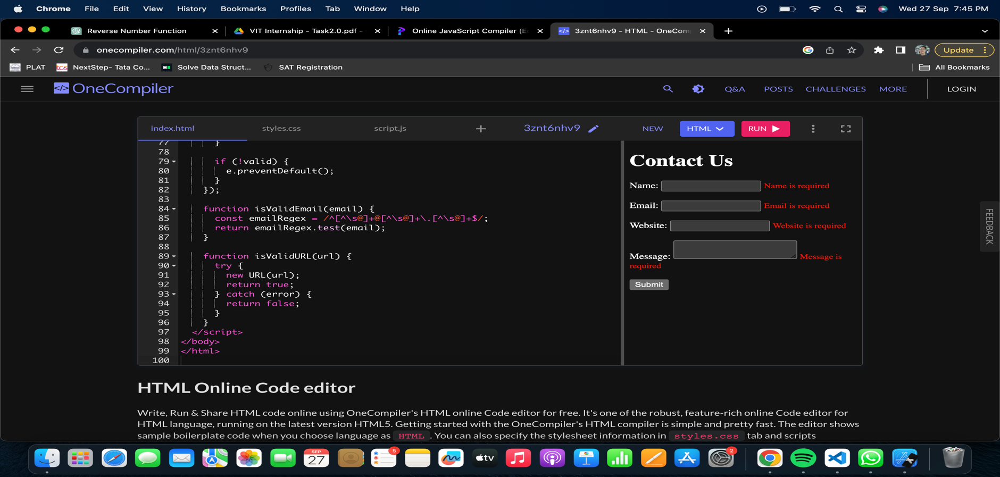 Chrome File Edit View History Bookmarks Profiles Tab Window Help Wed 27 Sep 7:45 PM
Reverse Number Function VIT Internship - Task2.0.pdf - Online JavaScript Compiler (E 3znt6nhv9 - HTML - OneComp
onecompiler.com/html/3znt6nhv9 Update
PLAT NextStep- Tata Co... Solve Data Struct... SAT Registration All Bookmarks
</> OneCompiler Q&A POSTS CHALLENGES MORE LOGIN
index.html styles.css script.js + 3znt6nhv9 NEW HTML RUN
77 }
78
79 if (!valid) {
80 e.preventDefault();
81 }
82 });
83
84 function isValidEmail(email) {
85 const emailRegex = /^[^\s@]+@[^\s@]+\.[^\s@]+$/;
86 return emailRegex.test(email);
87 }
88
89 function isValidURL(url) {
90 try {
91 new URL(url);
92 return true;
93 } catch (error) {
94 return false;
95 }
96 }
97 </script>
98 </body>
99 </html>
100
Contact Us
Name: Name is required
Email: Email is required
Website: Website is required
Message: Message is
required
Submit
FEEDBACK
HTML Online Code editor
Write, Run & Share HTML code online using OneCompiler's HTML online Code editor for free. It's one of the robust, feature-rich online Code editor for
HTML language, running on the latest version HTML5. Getting started with the OneCompiler's HTML compiler is simple and pretty fast. The editor shows
sample boilerplate code when you choose language as HTML . You can also specify the stylesheet information in styles.css tab and scripts
SEP 5 tv 2
27